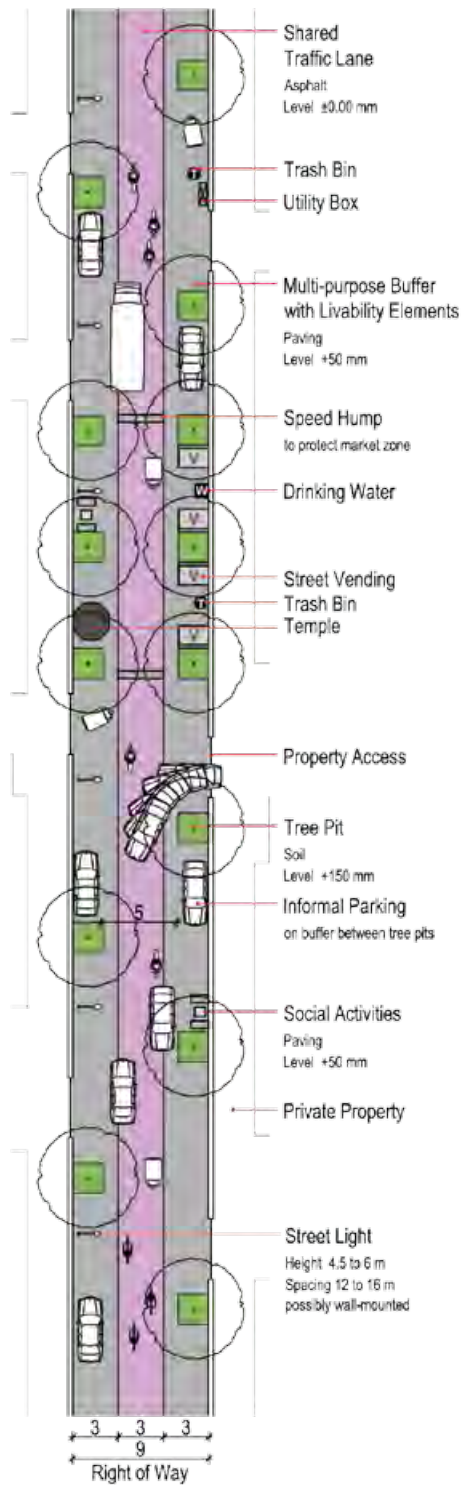 Shared
Traffic Lane
Asphalt
Level ±0.00 mm
Trash Bin
Utility Box
Multi-purpose Buffer
with Livability Elements
Paving
Level +50 mm
Speed Hump
to protect market zone
V
W
Drinking Water
V
Street Vending
T
Trash Bin
Temple
V
Property Access
Tree Pit
Soil
Level +150 mm
Informal Parking
on buffer between tree pits
5
Social Activities
Paving
Level +50 mm
Private Property
Street Light
Height 4.5 to 6 m
Spacing 12 to 16 m
possibly wall-mounted
3 3 3
9
Right of Way